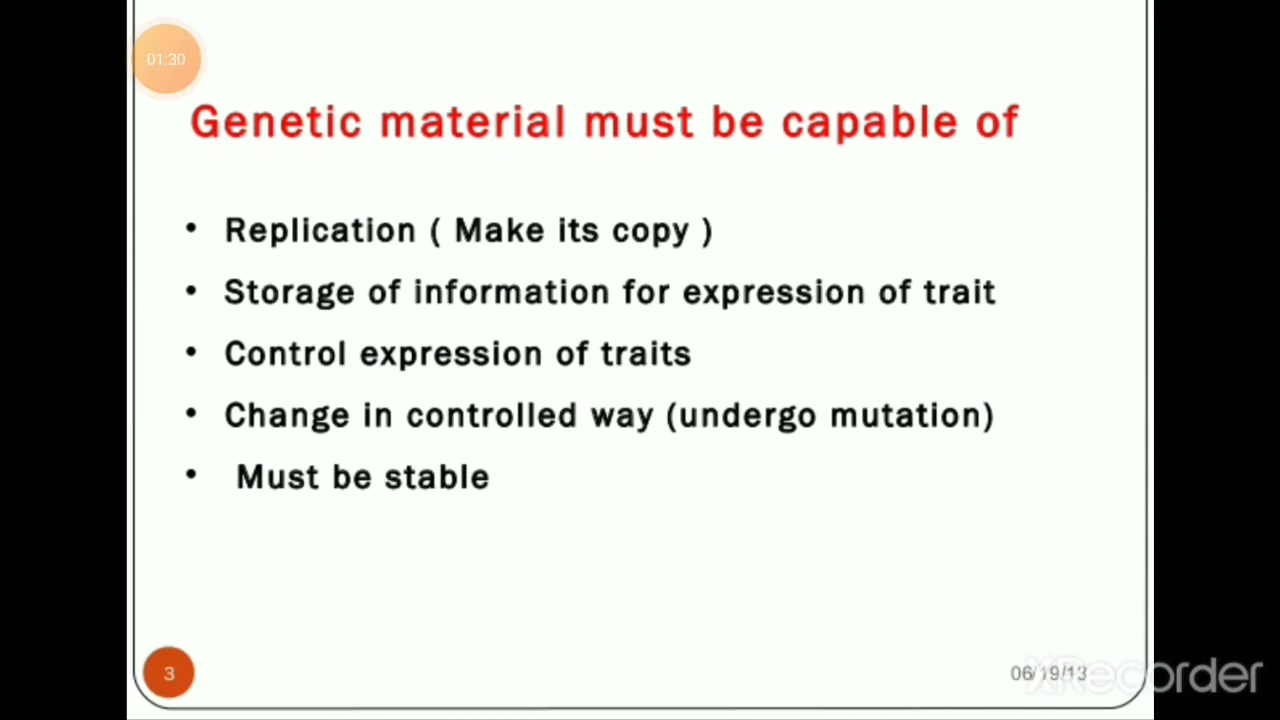 01:30
Genetic material must be capable of
• Replication ( Make its copy )
• Storage of information for expression of trait
• Control expression of traits
• Change in controlled way (undergo mutation)
• Must be stable
3
06/19/13
XRecorder